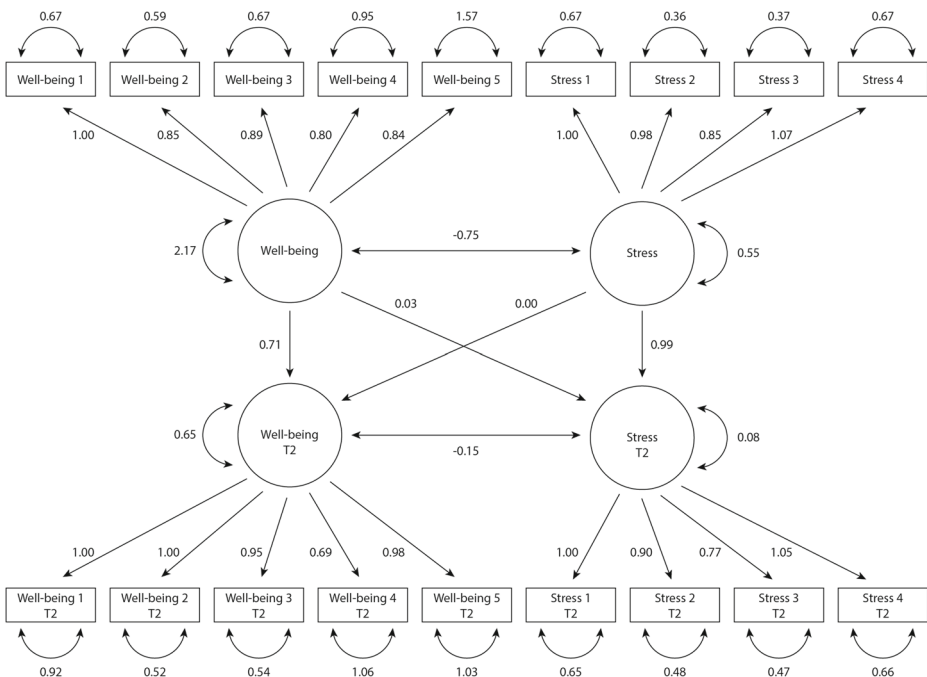 0.67 0.59 0.67 0.95 1.57 0.67 0.36 0.37 0.67
Well-being 1 Well-being 2 Well-being 3 Well-being 4 Well-being 5 Stress 1 Stress 2 Stress 3 Stress 4
1.00 0.85 0.89 0.80 0.84 1.00 0.98 0.85 1.07
-0.75
2.17 Well-being Stress 0.55
0.03 0.00
0.71 0.99
0.65 Well-being Stress 0.08
T2 T2
-0.15
1.00 1.00 0.95 0.69 0.98 1.00 0.90 0.77 1.05
Well-being 1 Well-being 2 Well-being 3 Well-being 4 Well-being 5 Stress 1 Stress 2 Stress 3 Stress 4
T2 T2 T2 T2 T2 T2 T2 T2 T2
0.92 0.52 0.54 1.06 1.03 0.65 0.48 0.47 0.66